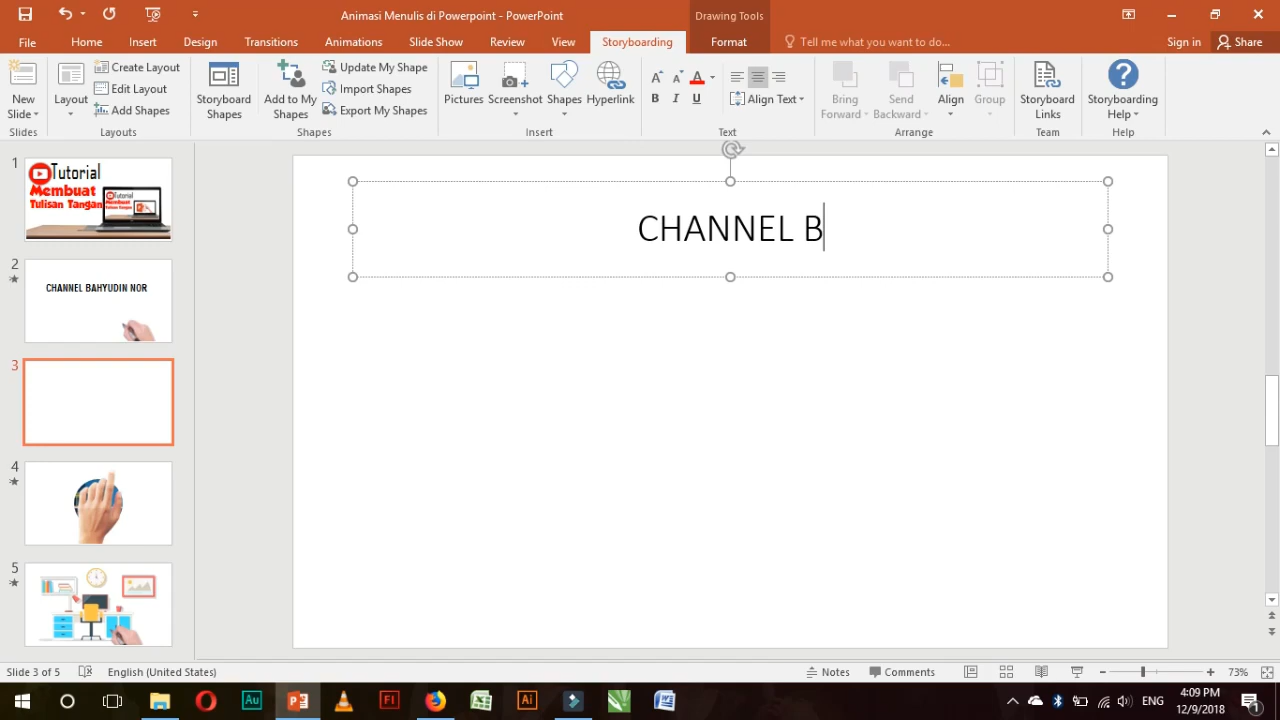 Animasi Menulis di Powerpoint - PowerPoint
Drawing Tools
File
Home
Insert
Design
Transitions
Animations
Slide Show
Review
View
Storyboarding
Format
Tell me what you want to do...
Sign in
Share
New Slide
Slides
Layout
Create Layout
Edit Layout
Add Shapes
Layouts
Storyboard Shapes
Add to My Shapes
Update My Shape
Import Shapes
Export My Shapes
Shapes
Pictures
Screenshot
Shapes
Hyperlink
Insert
A A A
B I U
Align Text
Text
Bring Forward
Send Backward
Align
Group
Arrange
Storyboard Links
Team
Storyboarding Help
Help
1
Tutorial
Membuat
Tulisan Tangan
2
CHANNEL BAHYUDIN NOR
3
4
5
CHANNEL B
Slide 3 of 5
English (United States)
Notes
Comments
73%
Au
Fl
Ai
ENG
4:09 PM
12/9/2018
1